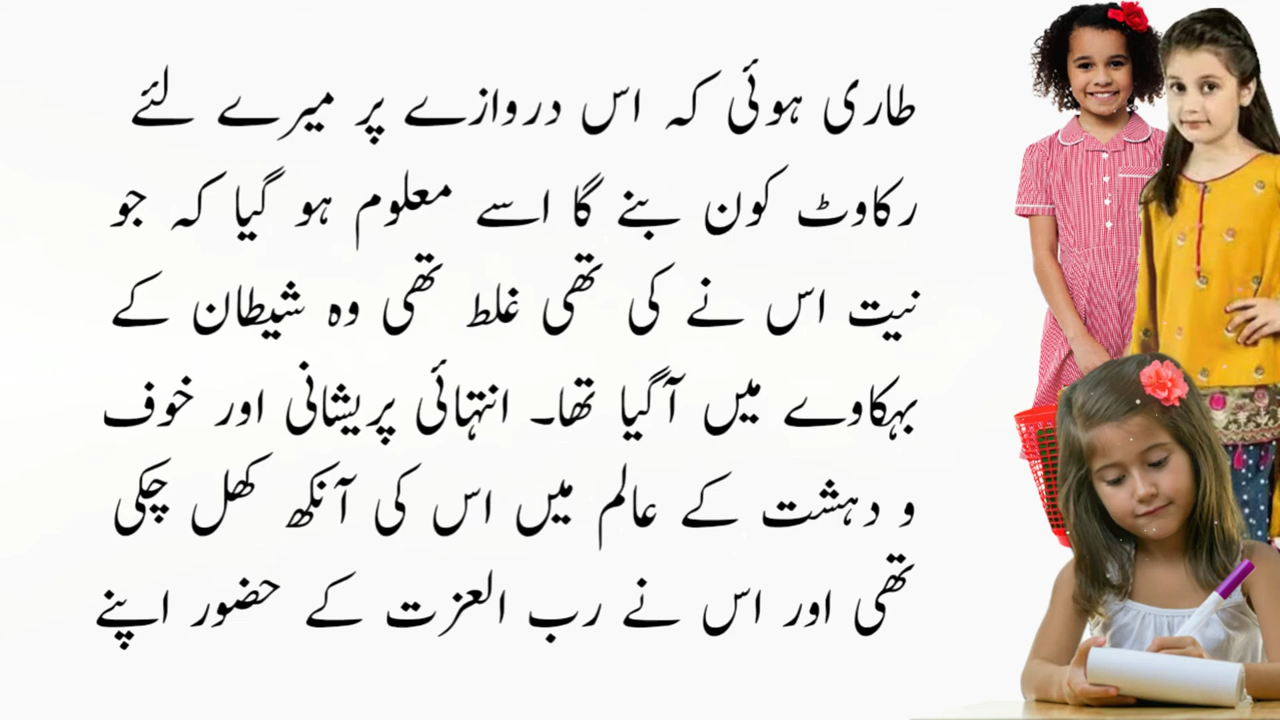 طاری ہوئی کہ اس دروازے پر میرے لئے
رکاوٹ کون بنے گا اسے معلوم ہو گیا کہ جو
نیت اس نے کی تھی غلط تھی وہ شیطان کے
بہکاوے میں آگیا تھا۔ انتہائی پریشانی اور خوف
و دہشت کے عالم میں اس کی آنکھ کھل چکی
تھی اور اس نے رب العزت کے حضور اپنے